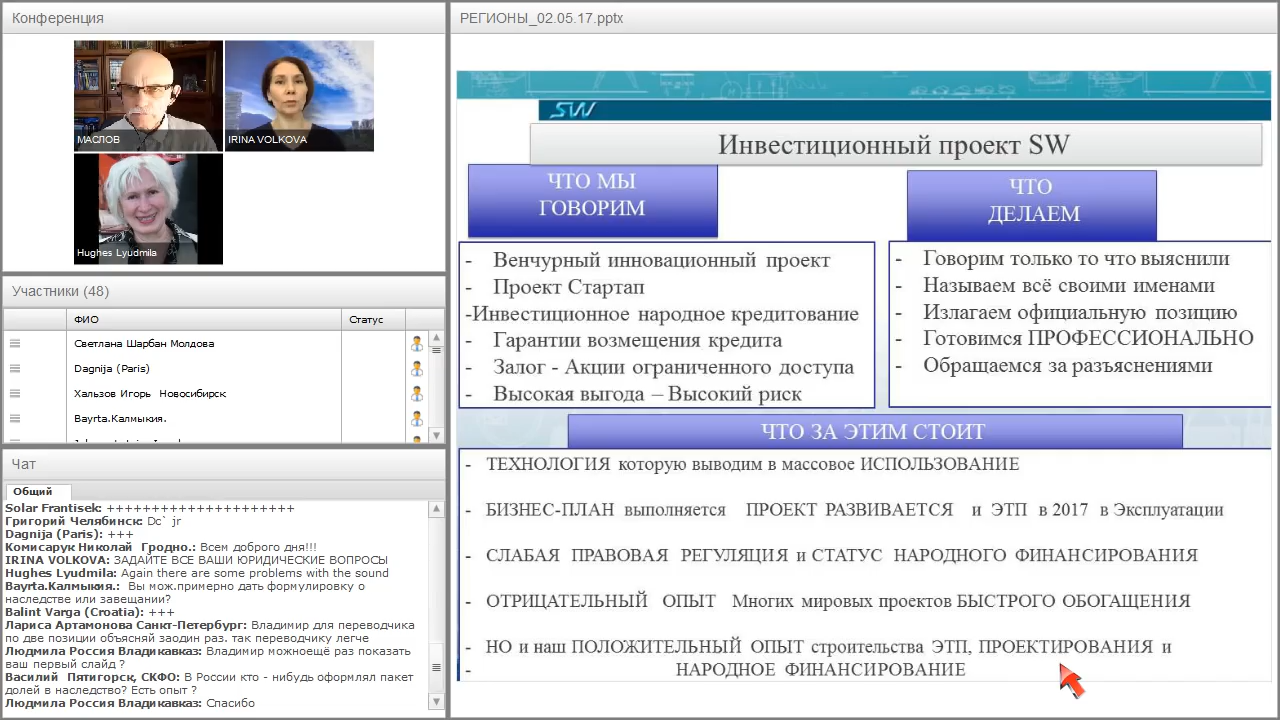 Конференция
МАСЛОВ
IRINA VOLKOVA
Hughes Lyudmila
Участники (48)
ФИО
Статус
Светлана Шарбан Молдова
Dagnija (Paris)
Хальзов Игорь Новосибирск
Bayrta.Калмыкия.
Чат
Общий
Solar Frantisek: +++++++++++++++++++++
Григорий Челябинск: Dc` jr
Dagnija (Paris): +++
Комисарук Николай Гродно.: Всем доброго дня!!!
IRINA VOLKOVA: ЗАДАЙТЕ ВСЕ ВАШИ ЮРИДИЧЕСКИЕ ВОПРОСЫ
Hughes Lyudmila: Again there are some problems with the sound
Bayrta.Калмыкия.: Вы мож.примерно дать формулировку о
наследстве или завещании?
Balint Varga (Croatia): +++
Лариса Артамонова Санкт-Петербург: Владимир для переводчика
по две позиции объясняй заодин раз. так переводчику легче
Людмила Россия Владикавказ: Владимир можноещё раз показать
ваш первый слайд ?
Василий Пятигорск, СКФО: В России кто - нибудь оформлял пакет
долей в наследство? Есть опыт ?
Людмила Россия Владикавказ: Спасибо
РЕГИОНЫ_02.05.17.pptx
SW
Инвестиционный проект SW
ЧТО МЫ
ГОВОРИМ
- Венчурный инновационный проект
- Проект Стартап
-Инвестиционное народное кредитование
- Гарантии возмещения кредита
- Залог - Акции ограниченного доступа
- Высокая выгода – Высокий риск
ЧТО
ДЕЛАЕМ
- Говорим только то что выяснили
- Называем всё своими именами
- Излагаем официальную позицию
- Готовимся ПРОФЕССИОНАЛЬНО
- Обращаемся за разъяснениями
ЧТО ЗА ЭТИМ СТОИТ
- ТЕХНОЛОГИЯ которую выводим в массовое ИСПОЛЬЗОВАНИЕ
- БИЗНЕС-ПЛАН выполняется ПРОЕКТ РАЗВИВАЕТСЯ и ЭТП в 2017 в Эксплуатации
- СЛАБАЯ ПРАВОВАЯ РЕГУЛЯЦИЯ и СТАТУС НАРОДНОГО ФИНАНСИРОВАНИЯ
- ОТРИЦАТЕЛЬНЫЙ ОПЫТ Многих мировых проектов БЫСТРОГО ОБОГАЩЕНИЯ
- НО и наш ПОЛОЖИТЕЛЬНЫЙ ОПЫТ строительства ЭТП, ПРОЕКТИРОВАНИЯ и
- НАРОДНОЕ ФИНАНСИРОВАНИЕ